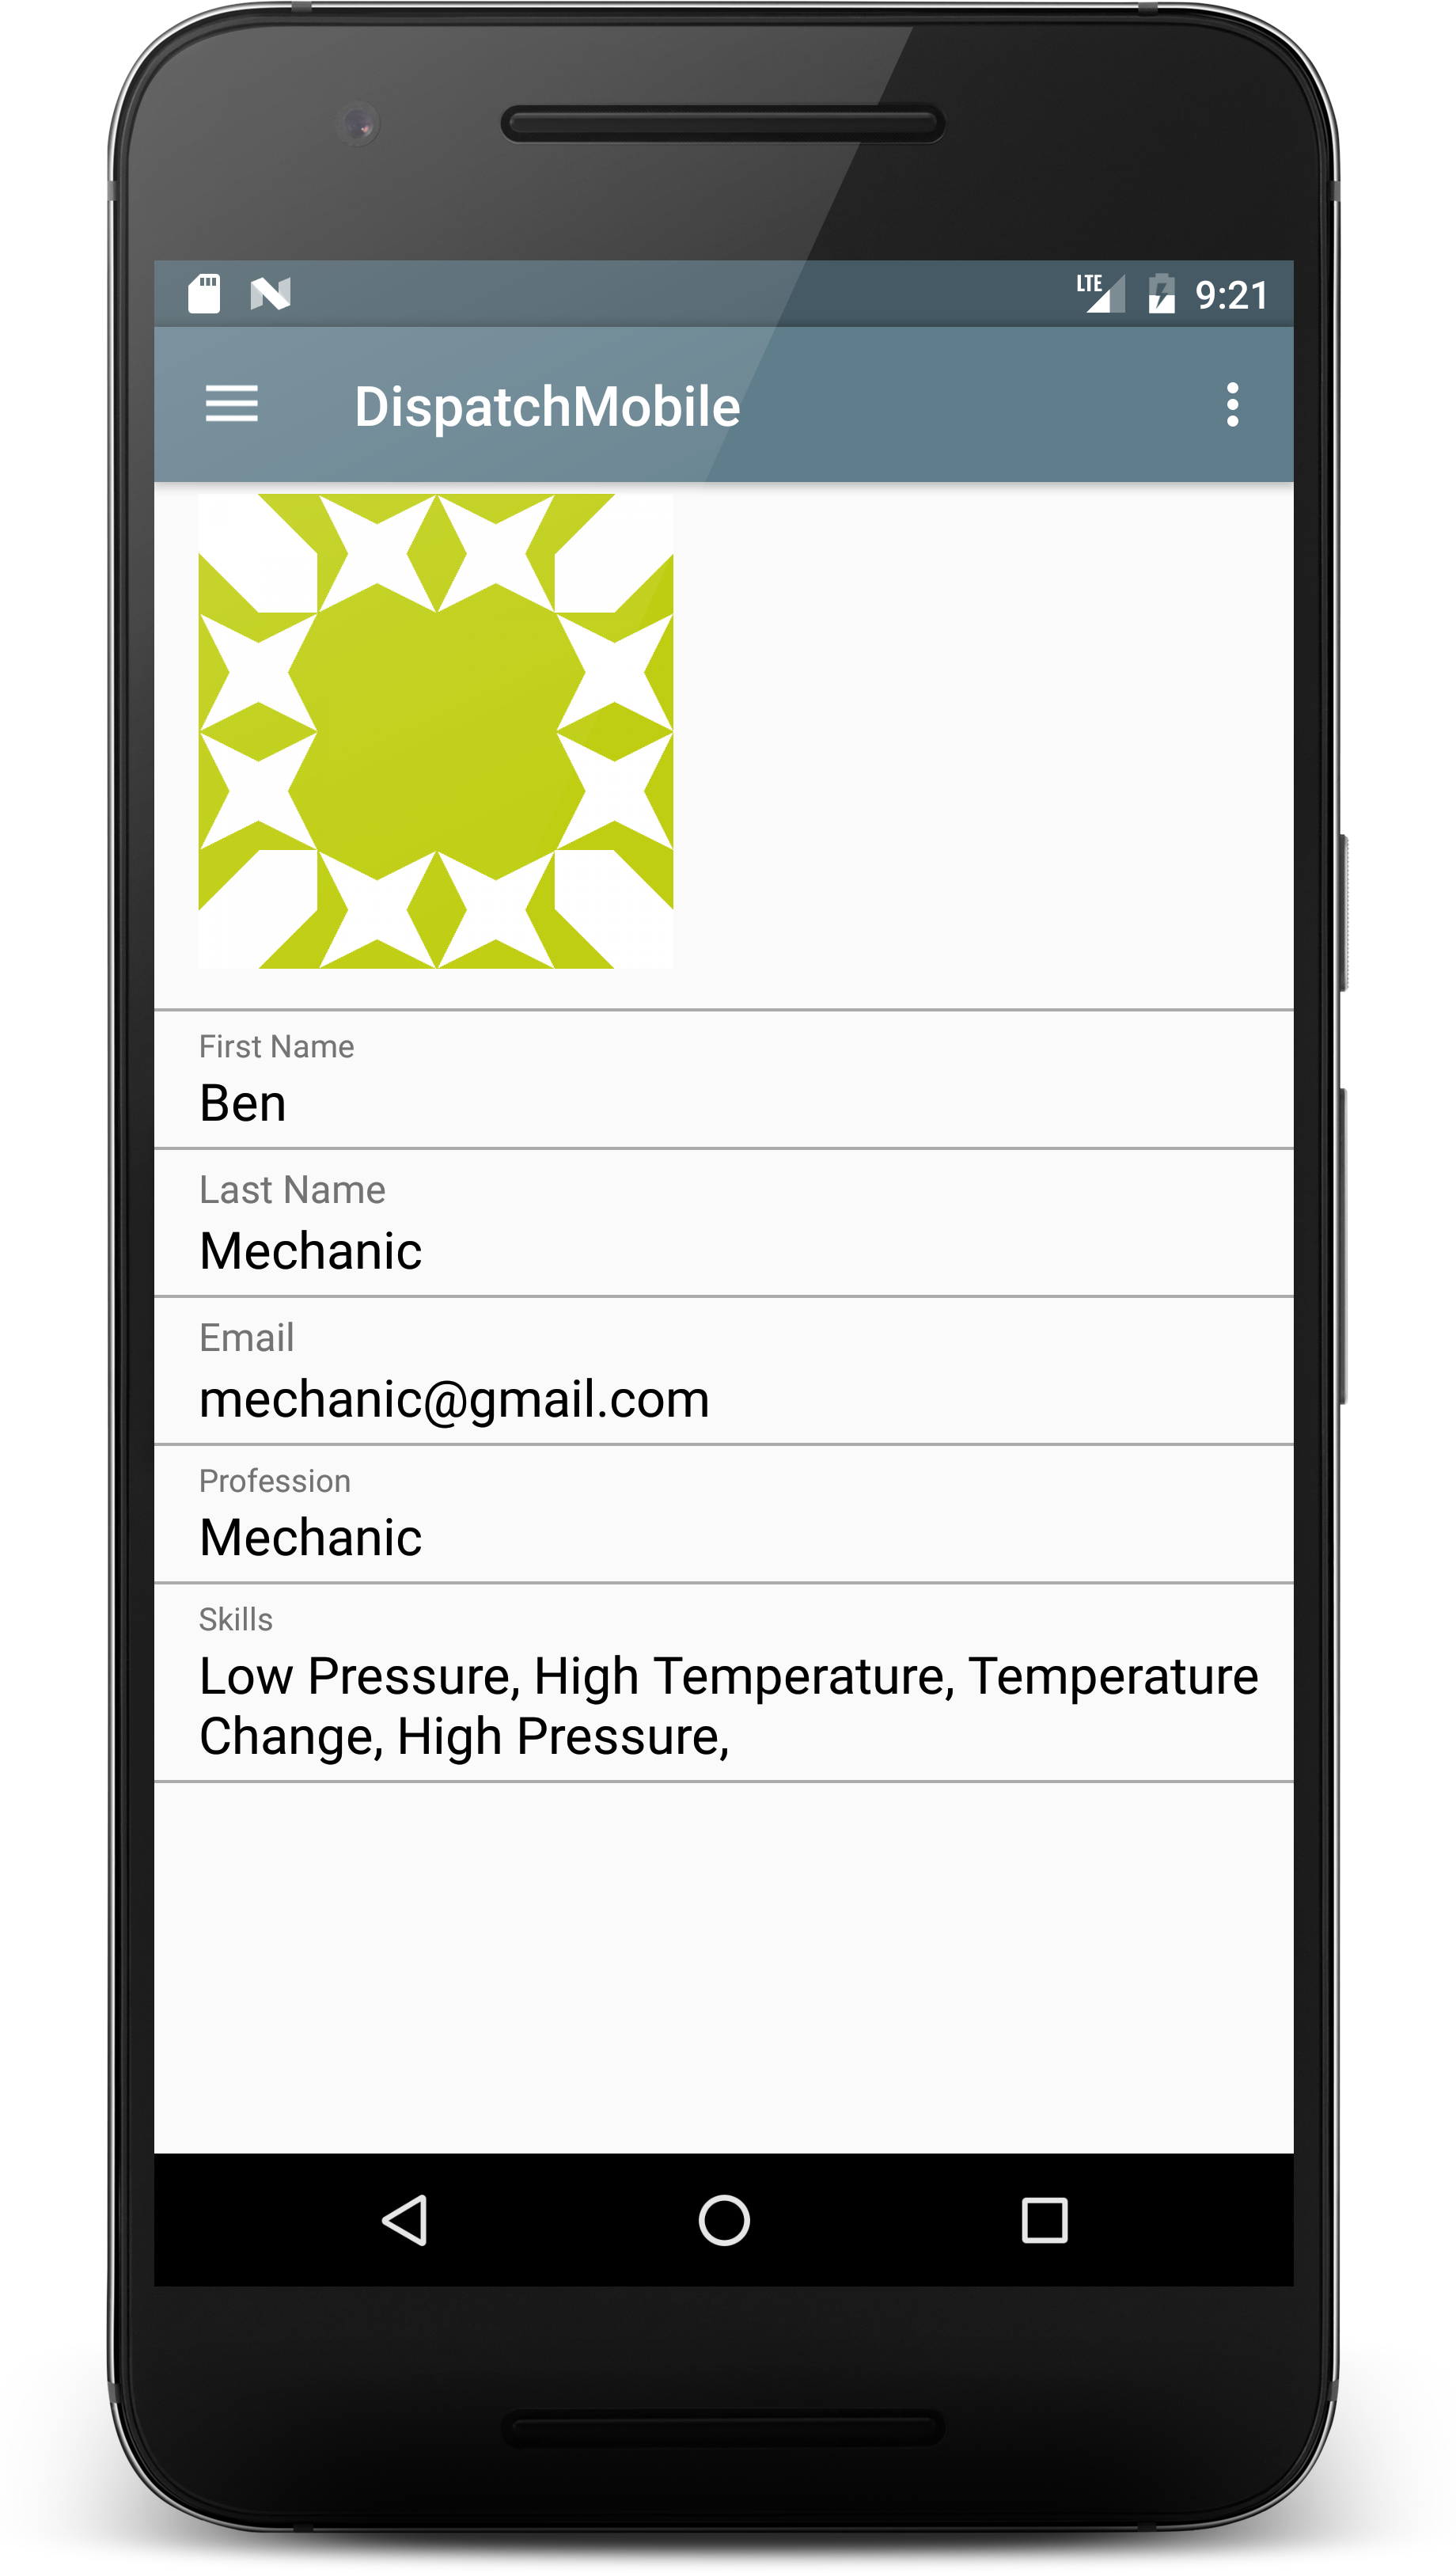 LTE 9:21
DispatchMobile
First Name
Ben
Last Name
Mechanic
Email
mechanic@gmail.com
Profession
Mechanic
Skills
Low Pressure, High Temperature, Temperature
Change, High Pressure,